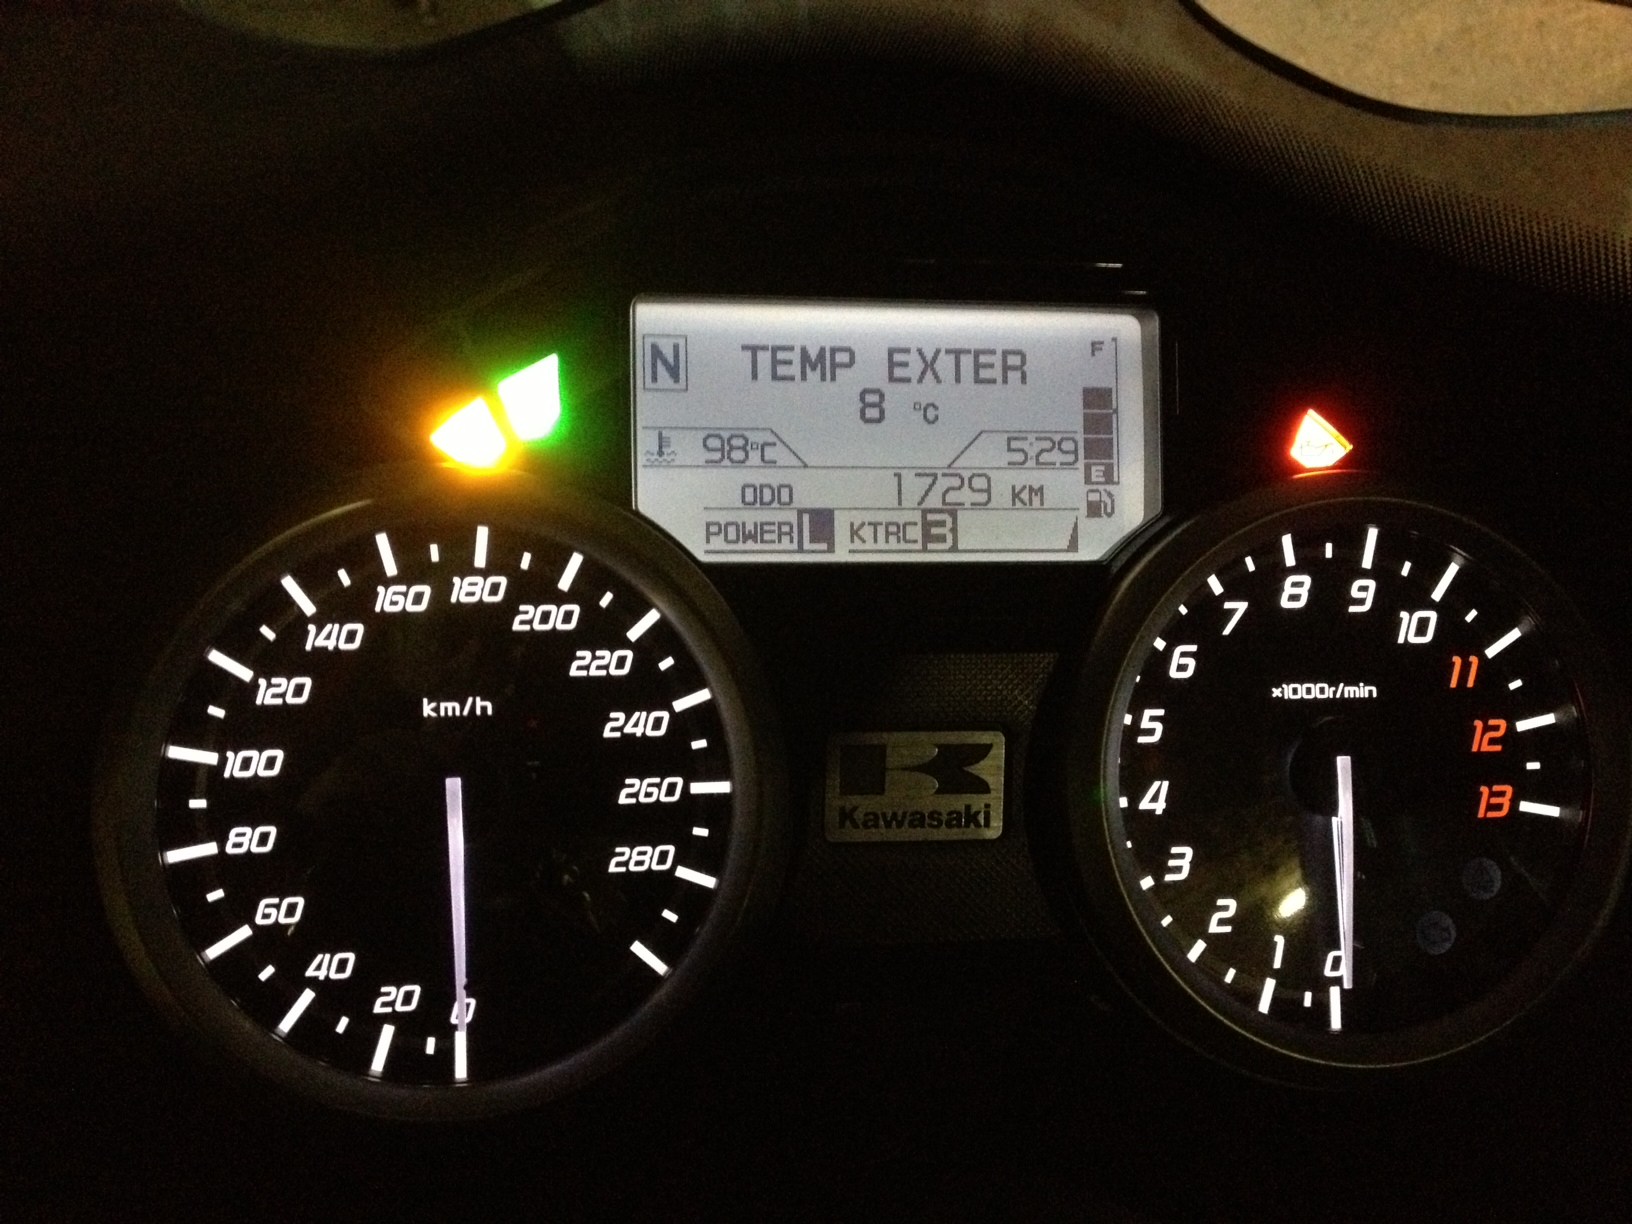 N
TEMP EXTER
8 °C
98°C
5:29
ODO 1729 KM
POWER L KTRC 3
F
E
km/h
0
20
40
60
80
100
120
140
160
180
200
220
240
260
280
Kawasaki
×1000r/min
0
1
2
3
4
5
6
7
8
9
10
11
12
13